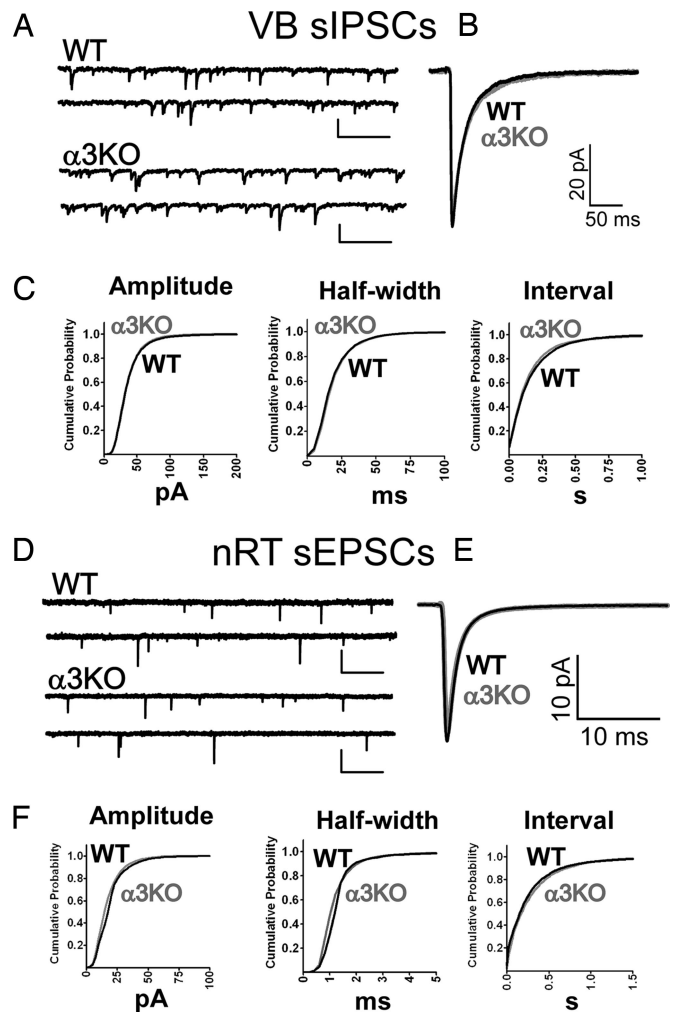 A
VB sIPSCs
B
WT
α3KO
WT
α3KO
20 pA
50 ms
C
Amplitude
Half-width
Interval
Cumulative Probability
1.0
0.8
0.6
0.4
0.2
α3KO
WT
0
50
100
150
200
pA
Cumulative Probability
1.0
0.8
0.6
0.4
0.2
α3KO
WT
0
25
50
75
100
ms
Cumulative Probability
1.0
0.8
0.6
0.4
0.2
α3KO
WT
0.00
0.25
0.50
0.75
1.00
s
D
nRT sEPSCs
E
WT
α3KO
WT
α3KO
10 pA
10 ms
F
Amplitude
Half-width
Interval
Cumulative Probability
1.0
0.8
0.6
0.4
0.2
WT
α3KO
0
25
50
75
100
pA
Cumulative Probability
1.0
0.8
0.6
0.4
0.2
WT
α3KO
0
1
2
3
4
5
ms
Cumulative Probability
1.0
0.8
0.6
0.4
0.2
WT
α3KO
0.0
0.5
1.0
1.5
s